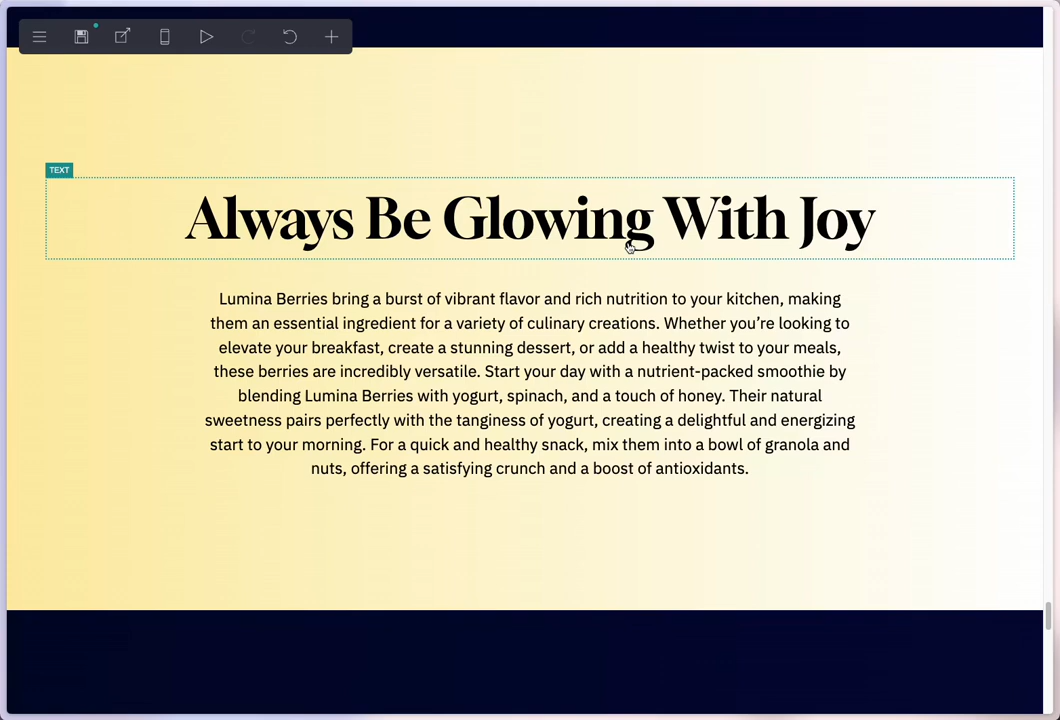 TEXT
Always Be Glowing With Joy
Lumina Berries bring a burst of vibrant flavor and rich nutrition to your kitchen, making
them an essential ingredient for a variety of culinary creations. Whether you’re looking to
elevate your breakfast, create a stunning dessert, or add a healthy twist to your meals,
these berries are incredibly versatile. Start your day with a nutrient-packed smoothie by
blending Lumina Berries with yogurt, spinach, and a touch of honey. Their natural
sweetness pairs perfectly with the tanginess of yogurt, creating a delightful and energizing
start to your morning. For a quick and healthy snack, mix them into a bowl of granola and
nuts, offering a satisfying crunch and a boost of antioxidants.